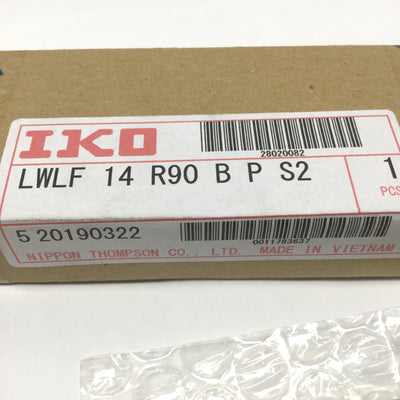 IKO
28020082
LWLF 14 R90 B P S2
1
PCS
5 20190322
0011783637
NIPPON THOMPSON CO., LTD. MADE IN VIETNAM